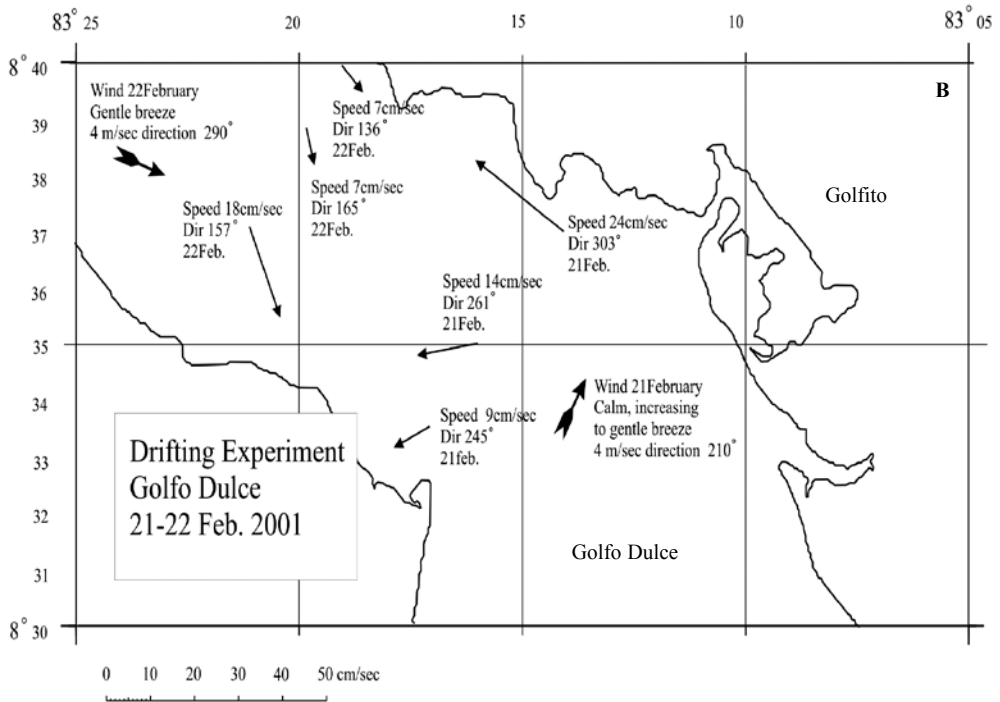 83° 25
20
15
10
83° 05
8° 40
39
38
37
36
35
34
33
32
31
8° 30
B
Wind 22February
Gentle breeze
4 m/sec direction 290°
Speed 7cm/sec
Dir 136°
22Feb.
Speed 7cm/sec
Dir 165°
22Feb.
Speed 18cm/sec
Dir 157°
22Feb.
Golfito
Speed 24cm/sec
Dir 303°
21Feb.
Speed 14cm/sec
Dir 261°
21Feb.
Wind 21February
Calm, increasing
to gentle breeze
4 m/sec direction 210°
Speed 9cm/sec
Dir 245°
21feb.
Drifting Experiment
Golfo Dulce
21-22 Feb. 2001
Golfo Dulce
0 10 20 30 40 50 cm/sec